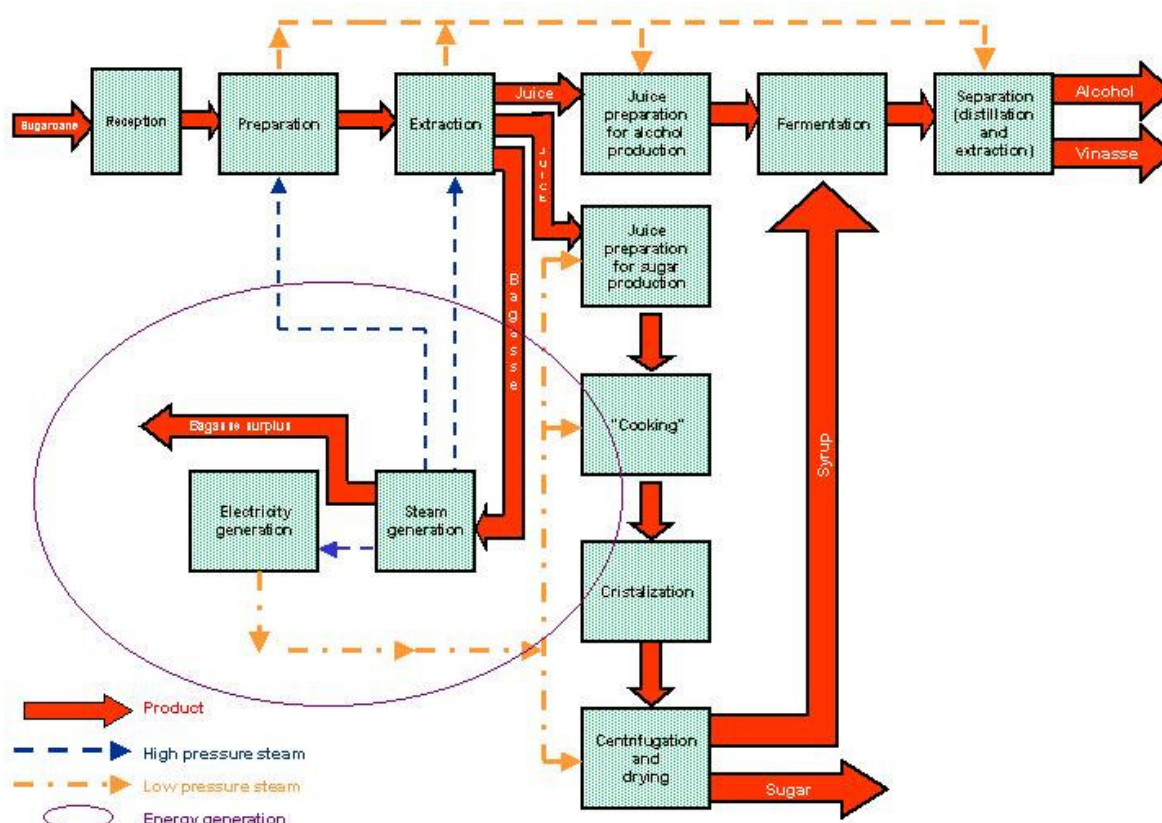 Sugarcane
Reception
Preparation
Extraction
Juice
Juice
preparation
for alcohol
production
Fermentation
Separation
(distillation
and
extraction)
Alcohol
Vinasse
Juice
Bagasse
Juice
preparation
for sugar
production
"Cooking"
Bagasse surplus
Electricity
generation
Steam
generation
Syrup
Cristalization
Centrifugation
and
drying
Sugar
Product
High pressure steam
Low pressure steam
Energy generation